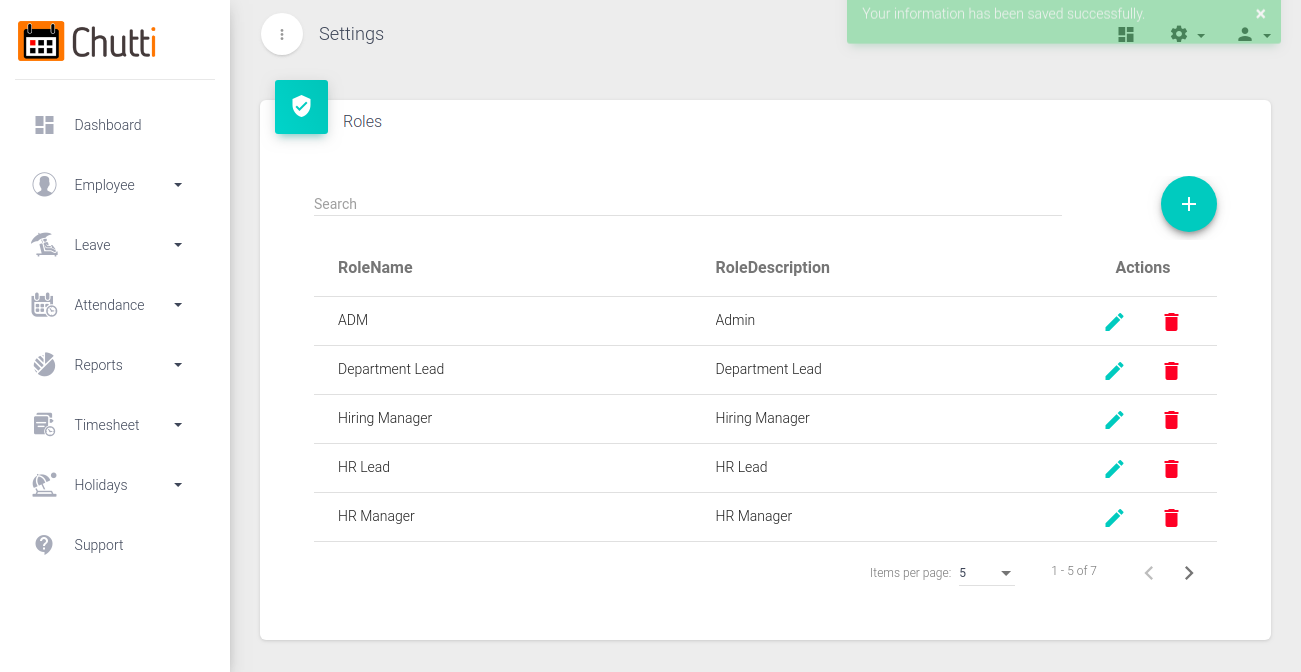 Chutti
Settings
Your information has been saved successfully.
×
Dashboard
Employee
Leave
Attendance
Reports
Timesheet
Holidays
Support
Roles
Search
RoleName RoleDescription Actions
ADM Admin
Department Lead Department Lead
Hiring Manager Hiring Manager
HR Lead HR Lead
HR Manager HR Manager
Items per page: 5 1 - 5 of 7